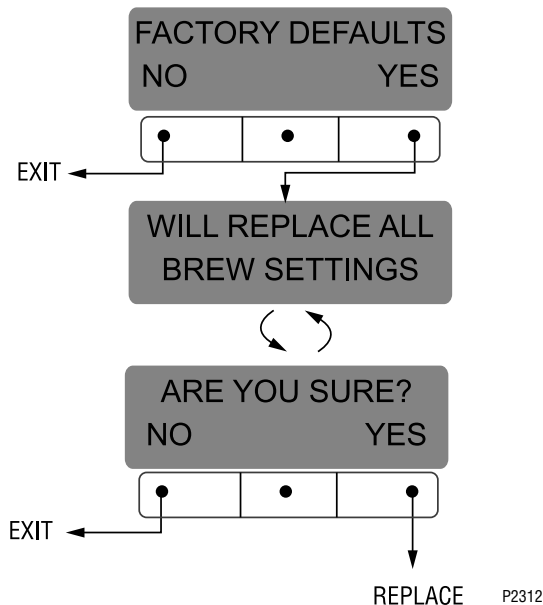 FACTORY DEFAULTS
NO YES
EXIT
WILL REPLACE ALL
BREW SETTINGS
ARE YOU SURE?
NO YES
EXIT
REPLACE P2312